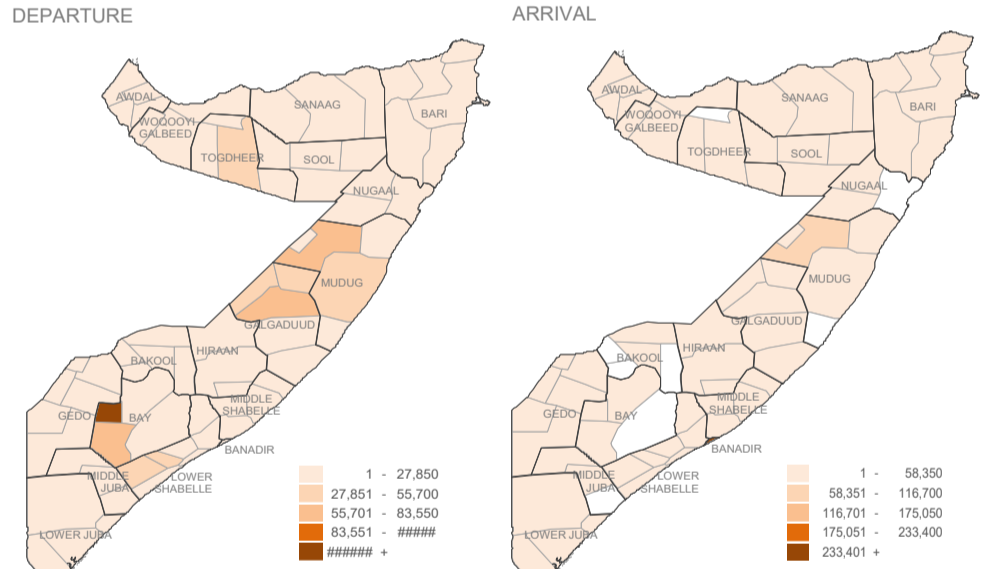 DEPARTURE
AWDAL
WOQOOYI
GALBEED
TOGDHEER
SANAAG
SOOL
BARI
NUGAAL
MUDUG
GALGADUUD
HIRAAN
BAKOOL
GEDO
BAY
MIDDLE
SHABELLE
BANADIR
MIDDLE
JUBA
LOWER
SHABELLE
LOWER JUBA
1 - 27,850
27,851 - 55,700
55,701 - 83,550
83,551 - #####
###### +
ARRIVAL
AWDAL
WOQOOYI
GALBEED
TOGDHEER
SANAAG
SOOL
BARI
NUGAAL
MUDUG
GALGADUUD
HIRAAN
BAKOOL
GEDO
BAY
MIDDLE
SHABELLE
BANADIR
MIDDLE
JUBA
LOWER
SHABELLE
LOWER JUBA
1 - 58,350
58,351 - 116,700
116,701 - 175,050
175,051 - 233,400
233,401 +